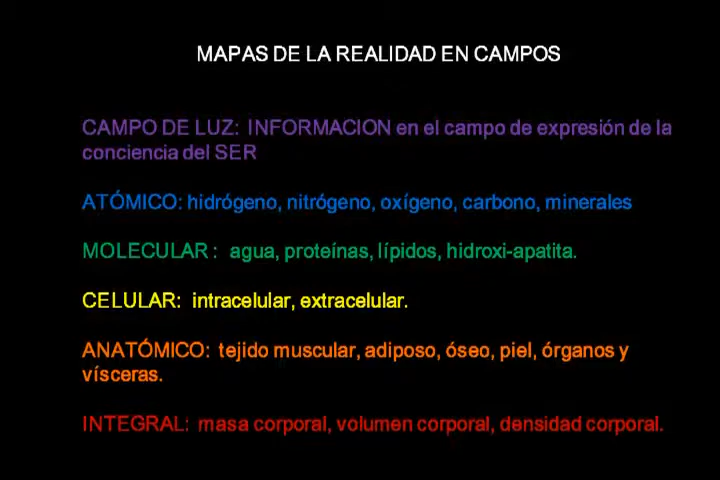 MAPAS DE LA REALIDAD EN CAMPOS
CAMPO DE LUZ: INFORMACION en el campo de expresión de la
conciencia del SER
ATÓMICO: hidrógeno, nitrógeno, oxígeno, carbono, minerales
MOLECULAR : agua, proteínas, lípidos, hidroxi-apatita.
CELULAR: intracelular, extracelular.
ANATÓMICO: tejido muscular, adiposo, óseo, piel, órganos y
vísceras.
INTEGRAL: masa corporal, volumen corporal, densidad corporal.